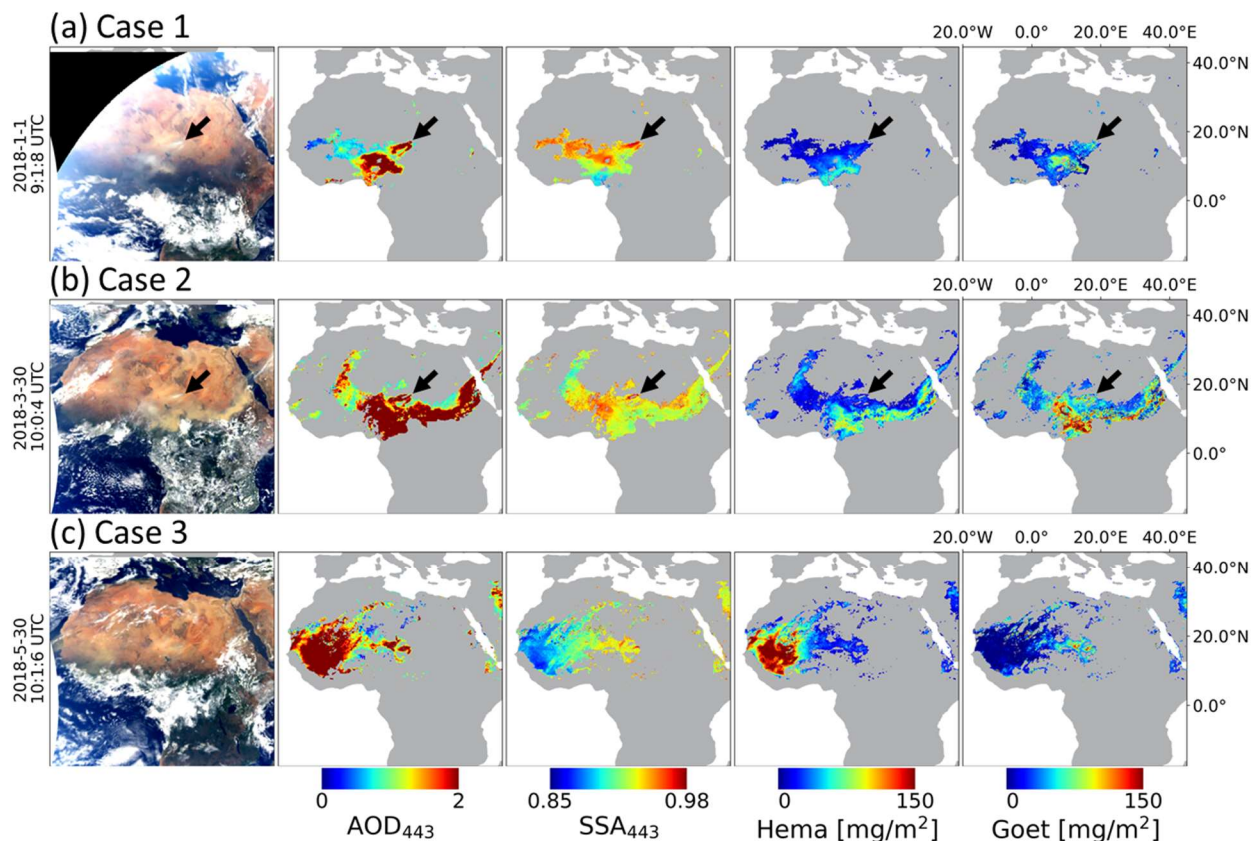 (a) Case 1
20.0°W 0.0° 20.0°E 40.0°E
2018-1-1
9:1:8 UTC
40.0°N
20.0°N
0.0°
(b) Case 2
20.0°W 0.0° 20.0°E 40.0°E
2018-3-30
10:0:4 UTC
40.0°N
20.0°N
0.0°
(c) Case 3
20.0°W 0.0° 20.0°E 40.0°E
2018-5-30
10:1:6 UTC
40.0°N
20.0°N
0.0°
0 2 0.85 0.98 0 150 0 150
AOD₄₄₃ SSA₄₄₃ Hema [mg/m²] Goet [mg/m²]